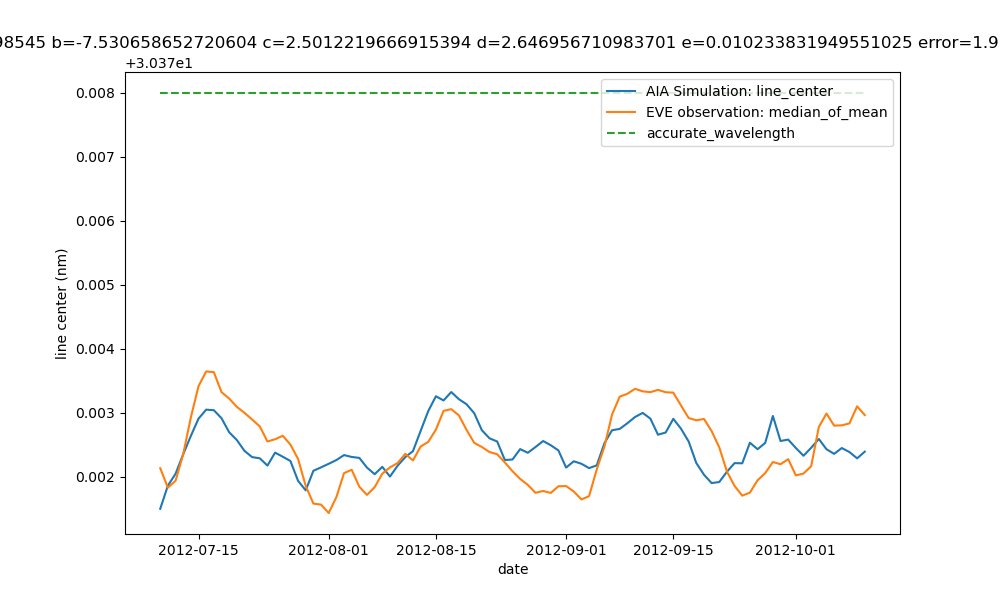 98545 b=-7.530658652720604 c=2.5012219666915394 d=2.646956710983701 e=0.010233831949551025 error=1.9
+3.037e1
0.008
0.007
0.006
0.005
0.004
0.003
0.002
line center (nm)
AIA Simulation: line_center
EVE observation: median_of_mean
accurate_wavelength
2012-07-15 2012-08-01 2012-08-15 2012-09-01 2012-09-15 2012-10-01
date